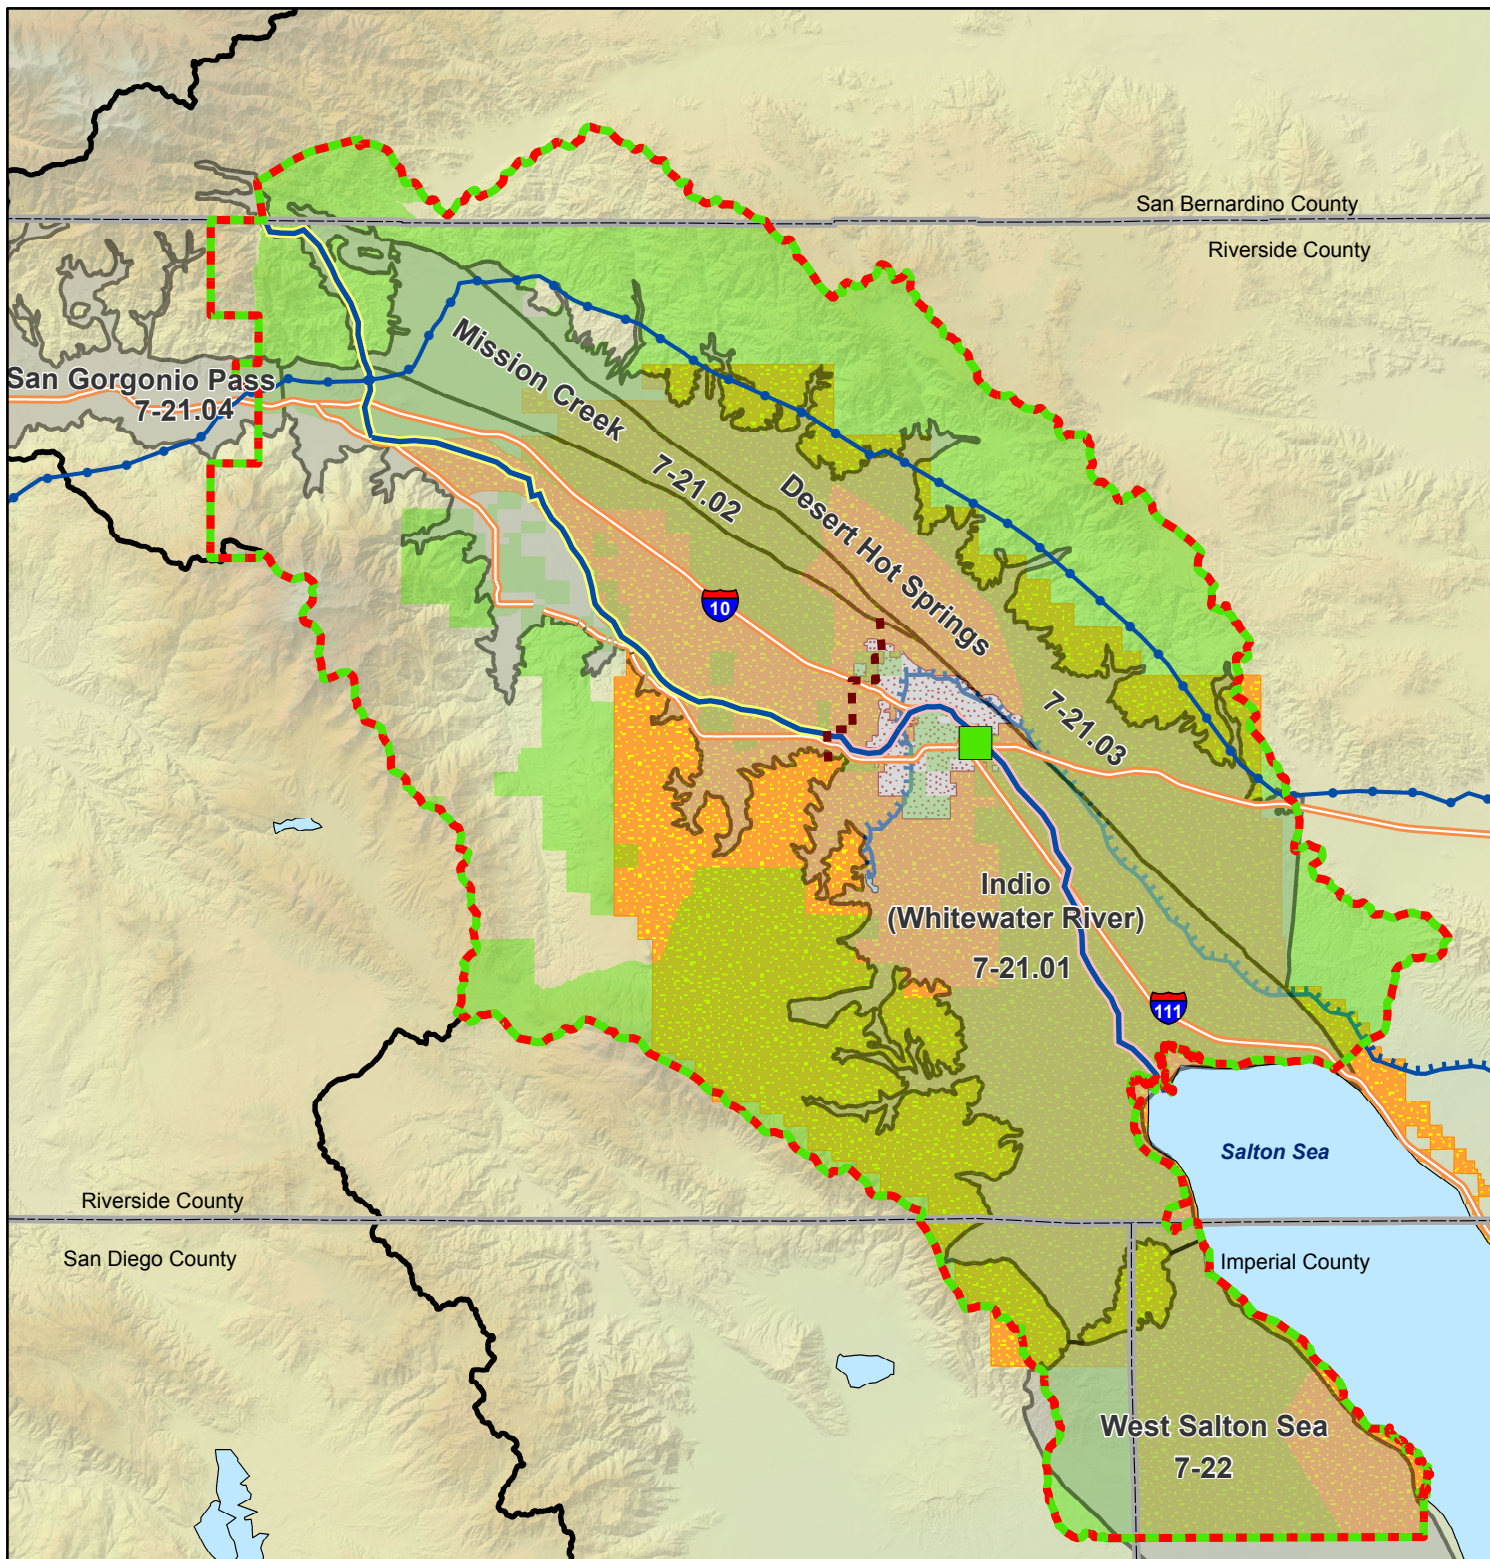 San Bernardino County
Riverside County
San Gorgonio Pass
7-21.04
Mission Creek
7-21.02
Desert Hot Springs
7-21.03
10
Indio
(Whitewater River)
7-21.01
111
Salton Sea
Riverside County
San Diego County
Imperial County
West Salton Sea
7-22